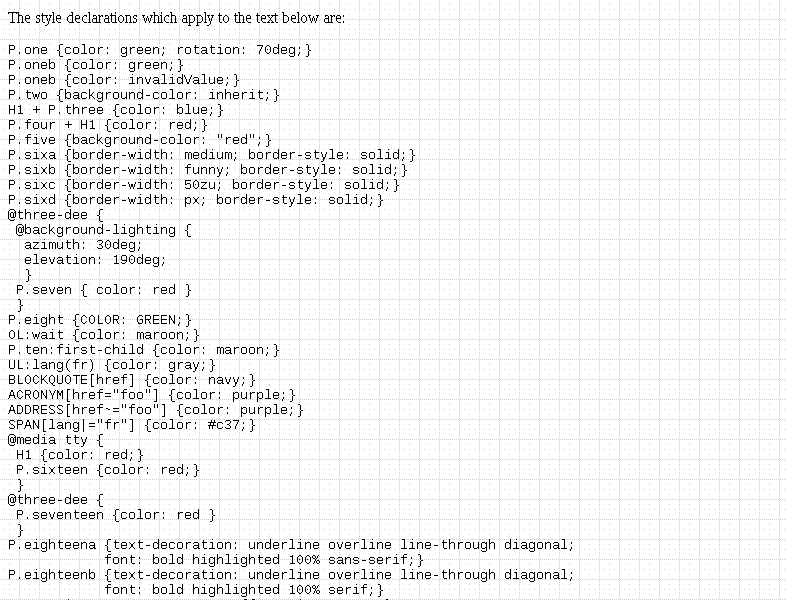 The style declarations which apply to the text below are:
P.one {color: green; rotation: 70deg;}
P.oneb {color: green;}
P.oneb {color: invalidValue;}
P.two {background-color: inherit;}
H1 + P.three {color: blue;}
P.four + H1 {color: red;}
P.five {background-color: "red";}
P.sixa {border-width: medium; border-style: solid;}
P.sixb {border-width: funny; border-style: solid;}
P.sixc {border-width: 50zu; border-style: solid;}
P.sixd {border-width: px; border-style: solid;}
@three-dee {
 @background-lighting {
  azimuth: 30deg;
  elevation: 190deg;
  }
 P.seven { color: red }
 }
P.eight {COLOR: GREEN;}
OL:wait {color: maroon;}
P.ten:first-child {color: maroon;}
UL:lang(fr) {color: gray;}
BLOCKQUOTE[href] {color: navy;}
ACRONYM[href="foo"] {color: purple;}
ADDRESS[href~="foo"] {color: purple;}
SPAN[lang|="fr"] {color: #c37;}
@media tty {
 H1 {color: red;}
 P.sixteen {color: red;}
 }
@three-dee {
 P.seventeen {color: red }
 }
P.eighteena {text-decoration: underline overline line-through diagonal;
            font: bold highlighted 100% sans-serif;}
P.eighteenb {text-decoration: underline overline line-through diagonal;
            font: bold highlighted 100% serif;}